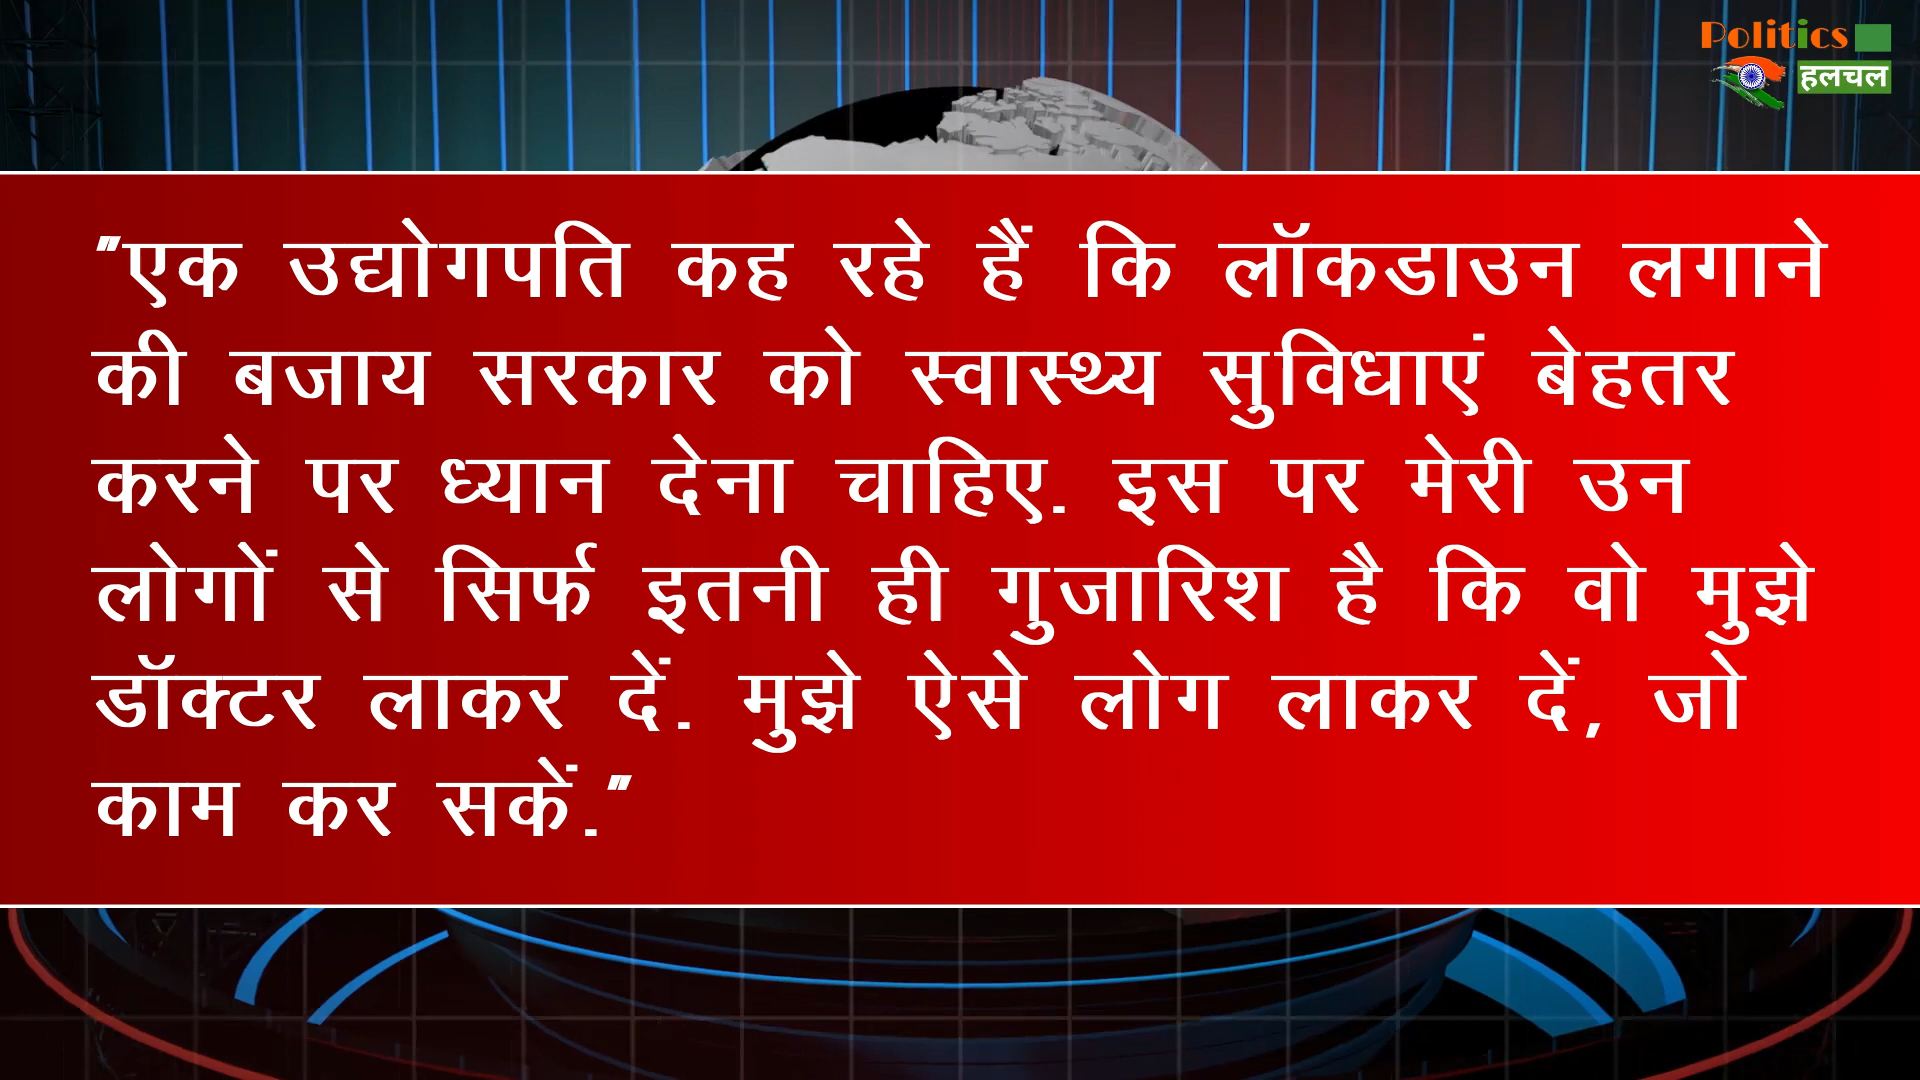 Politics
हलचल
"एक उद्योगपति कह रहे हैं कि लॉकडाउन लगाने
की बजाय सरकार को स्वास्थ्य सुविधाएं बेहतर
करने पर ध्यान देना चाहिए. इस पर मेरी उन
लोगों से सिर्फ इतनी ही गुजारिश है कि वो मुझे
डॉक्टर लाकर दें. मुझे ऐसे लोग लाकर दें, जो
काम कर सकें."